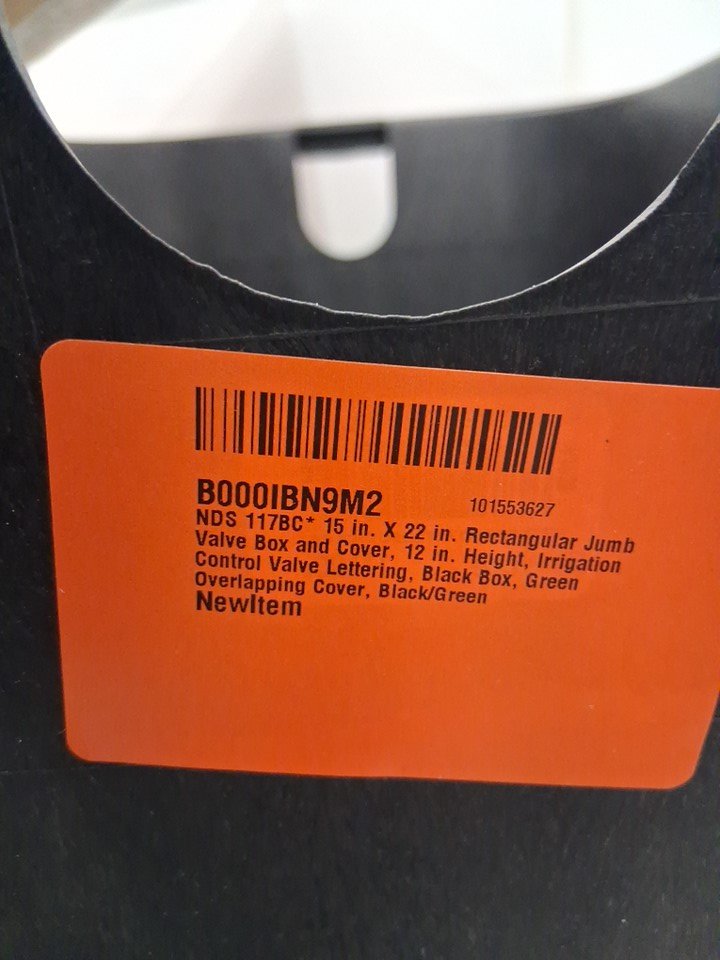 B000IBN9M2 101553627
NDS 117BC* 15 in. X 22 in. Rectangular Jumb
Valve Box and Cover, 12 in. Height, Irrigation
Control Valve Lettering, Black Box, Green
Overlapping Cover, Black/Green
NewItem